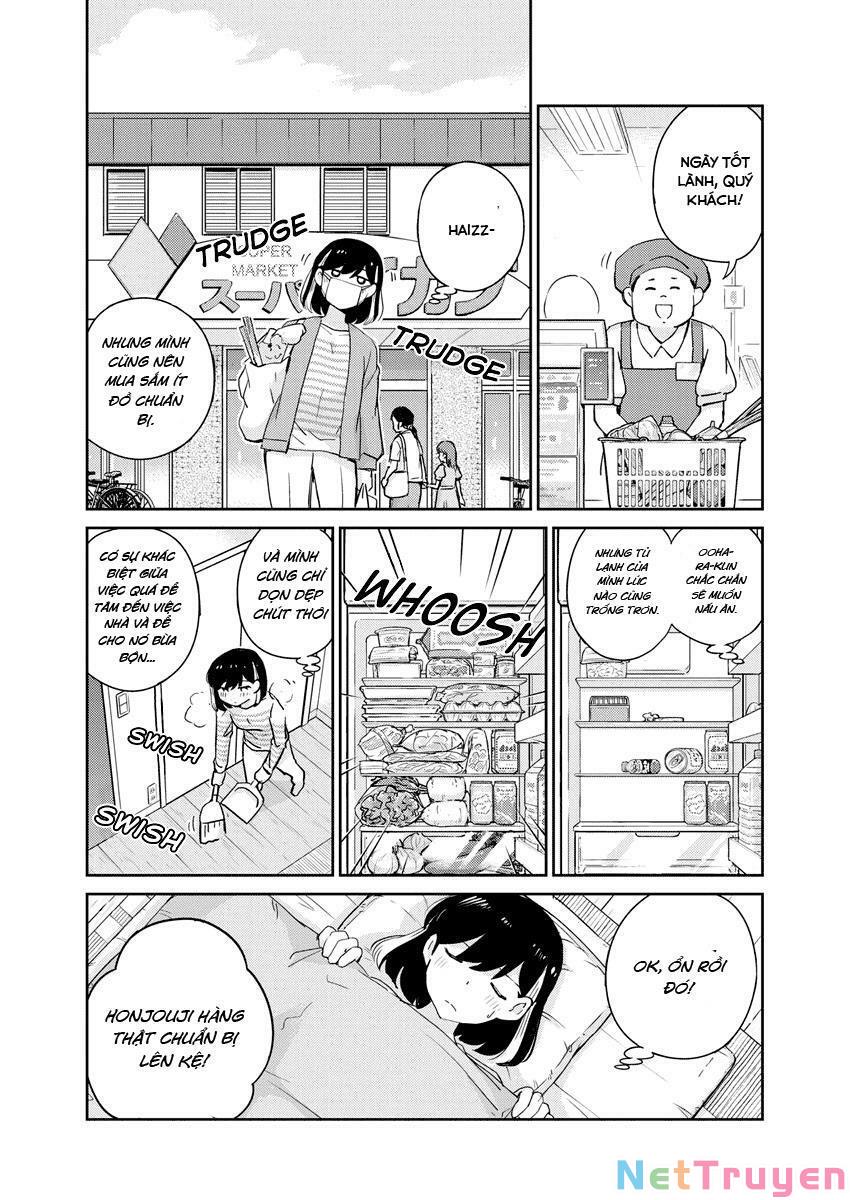 NGÀY TỐT
LÀNH, QUÝ
KHÁCH!
HAIZZ-
TRUDGE
SUPER
MARKET
スーパー
TRUDGE
NHƯNG MÌNH
CŨNG NÊN
MUA SẮM ÍT
ĐỒ CHUẨN
BỊ.
OOHA-
RA-KUN
CHẮC CHẮN
SẼ MUỐN
NẤU ĂN.
NHƯNG TỦ
LẠNH CỦA
MÌNH LÚC
NÀO CŨNG
TRỐNG TRƠN.
WHOOSH
VÀ MÌNH
CŨNG CHỈ
DỌN DẸP
CHÚT THÔI
CÓ SỰ KHÁC
BIỆT GIỮA
VIỆC QUÁ ĐỂ
TÂM ĐẾN VIỆC
NHÀ VÀ ĐỂ
CHO NÓ BỪA
BỘN...
SWISH
SWISH
OK, ỔN RỒI
ĐÓ!
HONJOUJI HÀNG
THẬT CHUẨN BỊ
LÊN KỆ!
NetTruyen